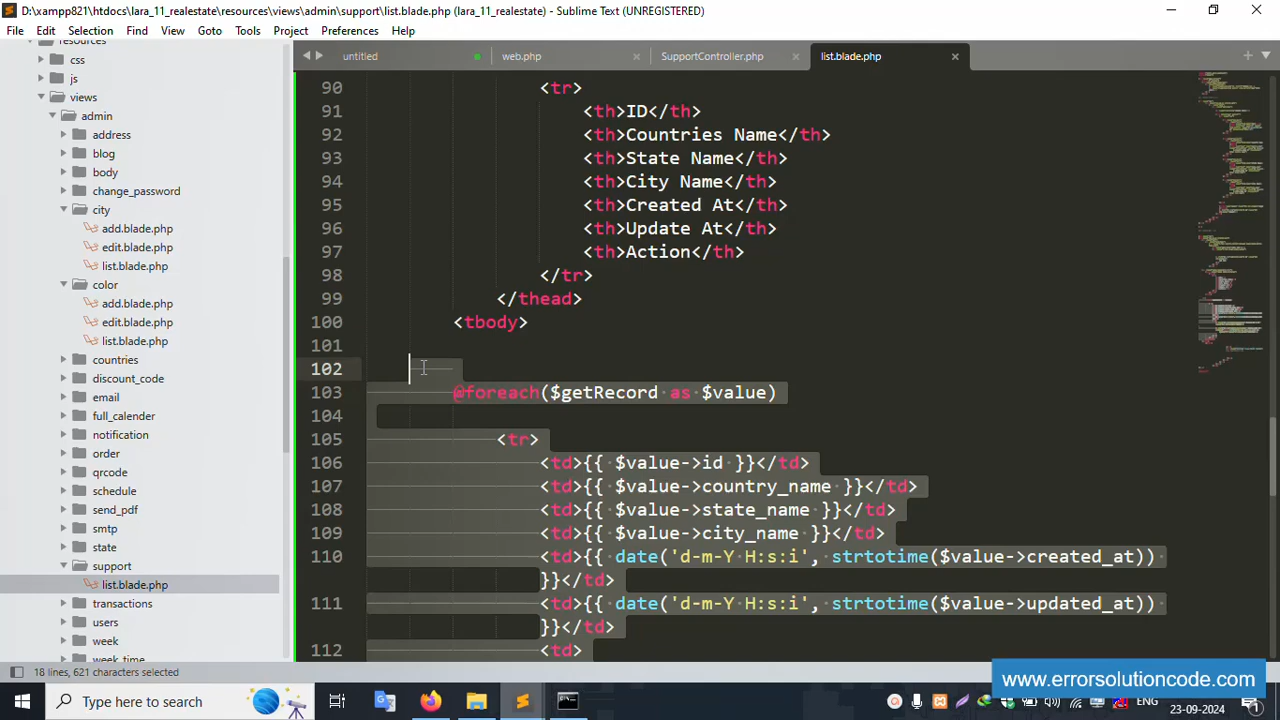 D:\xampp821\htdocs\lara_11_realestate\resources\views\admin\support\list.blade.php (lara_11_realestate) - Sublime Text (UNREGISTERED)
File Edit Selection Find View Goto Tools Project Preferences Help
resources
css
js
views
admin
address
blog
body
change_password
city
add.blade.php
edit.blade.php
list.blade.php
color
add.blade.php
edit.blade.php
list.blade.php
countries
discount_code
email
full_calender
notification
order
qrcode
schedule
send_pdf
smtp
state
support
list.blade.php
transactions
users
week
week_time
untitled web.php SupportController.php list.blade.php
90 <tr>
91 <th>ID</th>
92 <th>Countries Name</th>
93 <th>State Name</th>
94 <th>City Name</th>
95 <th>Created At</th>
96 <th>Update At</th>
97 <th>Action</th>
98 </tr>
99 </thead>
100 <tbody>
101
102
103 @foreach($getRecord as $value)
104
105 <tr>
106 <td>{{ $value->id }}</td>
107 <td>{{ $value->country_name }}</td>
108 <td>{{ $value->state_name }}</td>
109 <td>{{ $value->city_name }}</td>
110 <td>{{ date('d-m-Y H:s:i', strtotime($value->created_at))
}}</td>
111 <td>{{ date('d-m-Y H:s:i', strtotime($value->updated_at))
}}</td>
112 <td>
18 lines, 621 characters selected
www.errorsolutioncode.com
Type here to search
ENG
23-09-2024